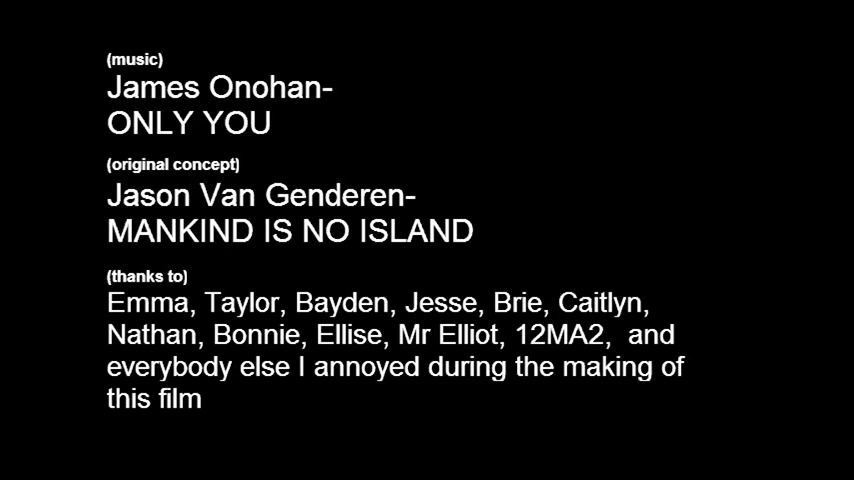 (music)
James Onohan-
ONLY YOU
(original concept)
Jason Van Genderen-
MANKIND IS NO ISLAND
(thanks to)
Emma, Taylor, Bayden, Jesse, Brie, Caitlyn,
Nathan, Bonnie, Ellise, Mr Elliot, 12MA2,  and
everybody else I annoyed during the making of
this film